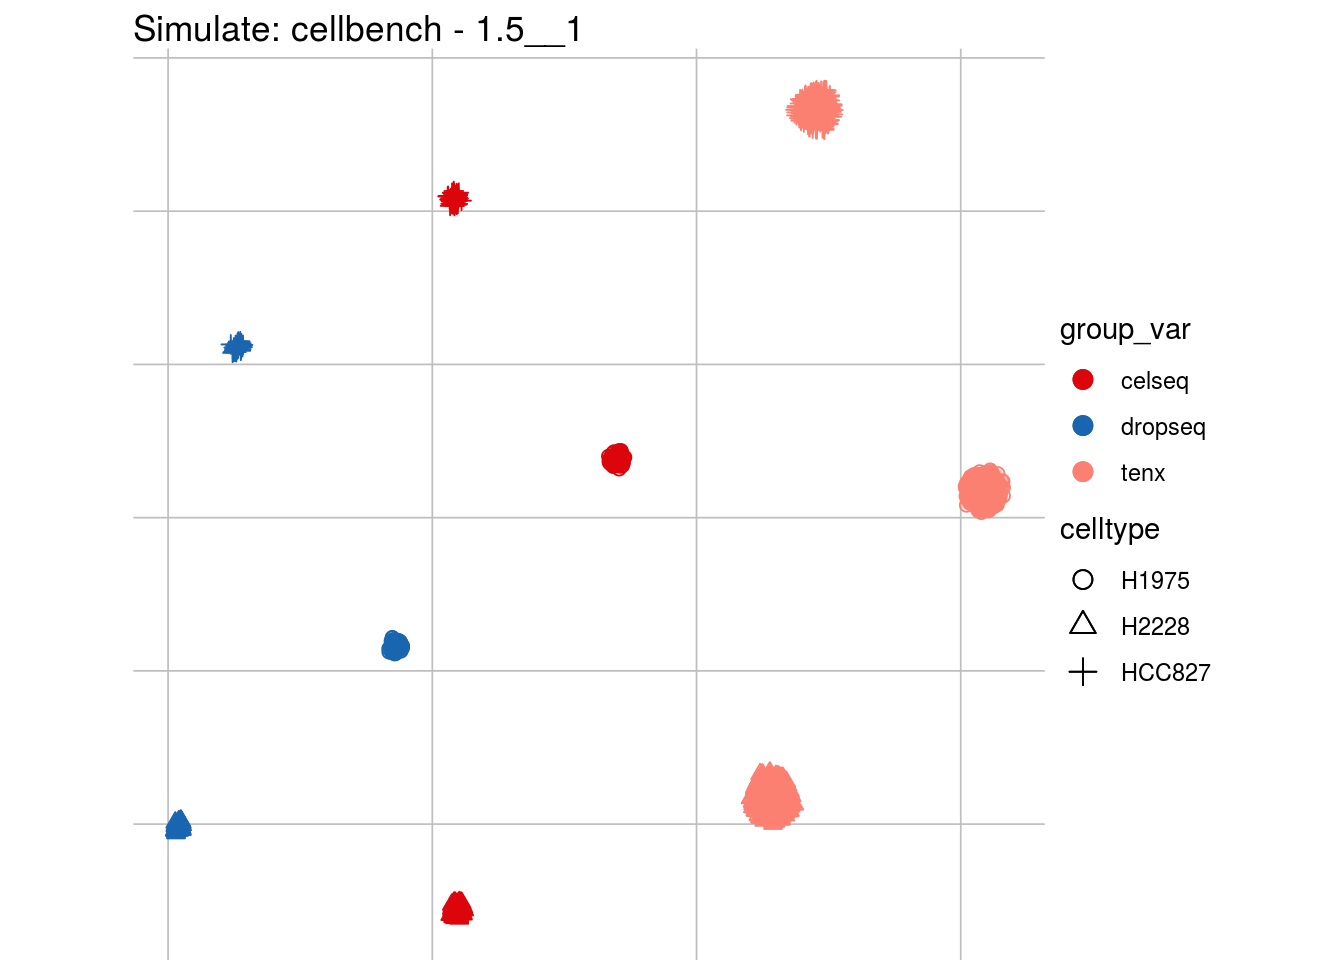 Simulate: cellbench - 1.5__1
group_var
celseq
dropseq
tenx
celltype
H1975
H2228
HCC827